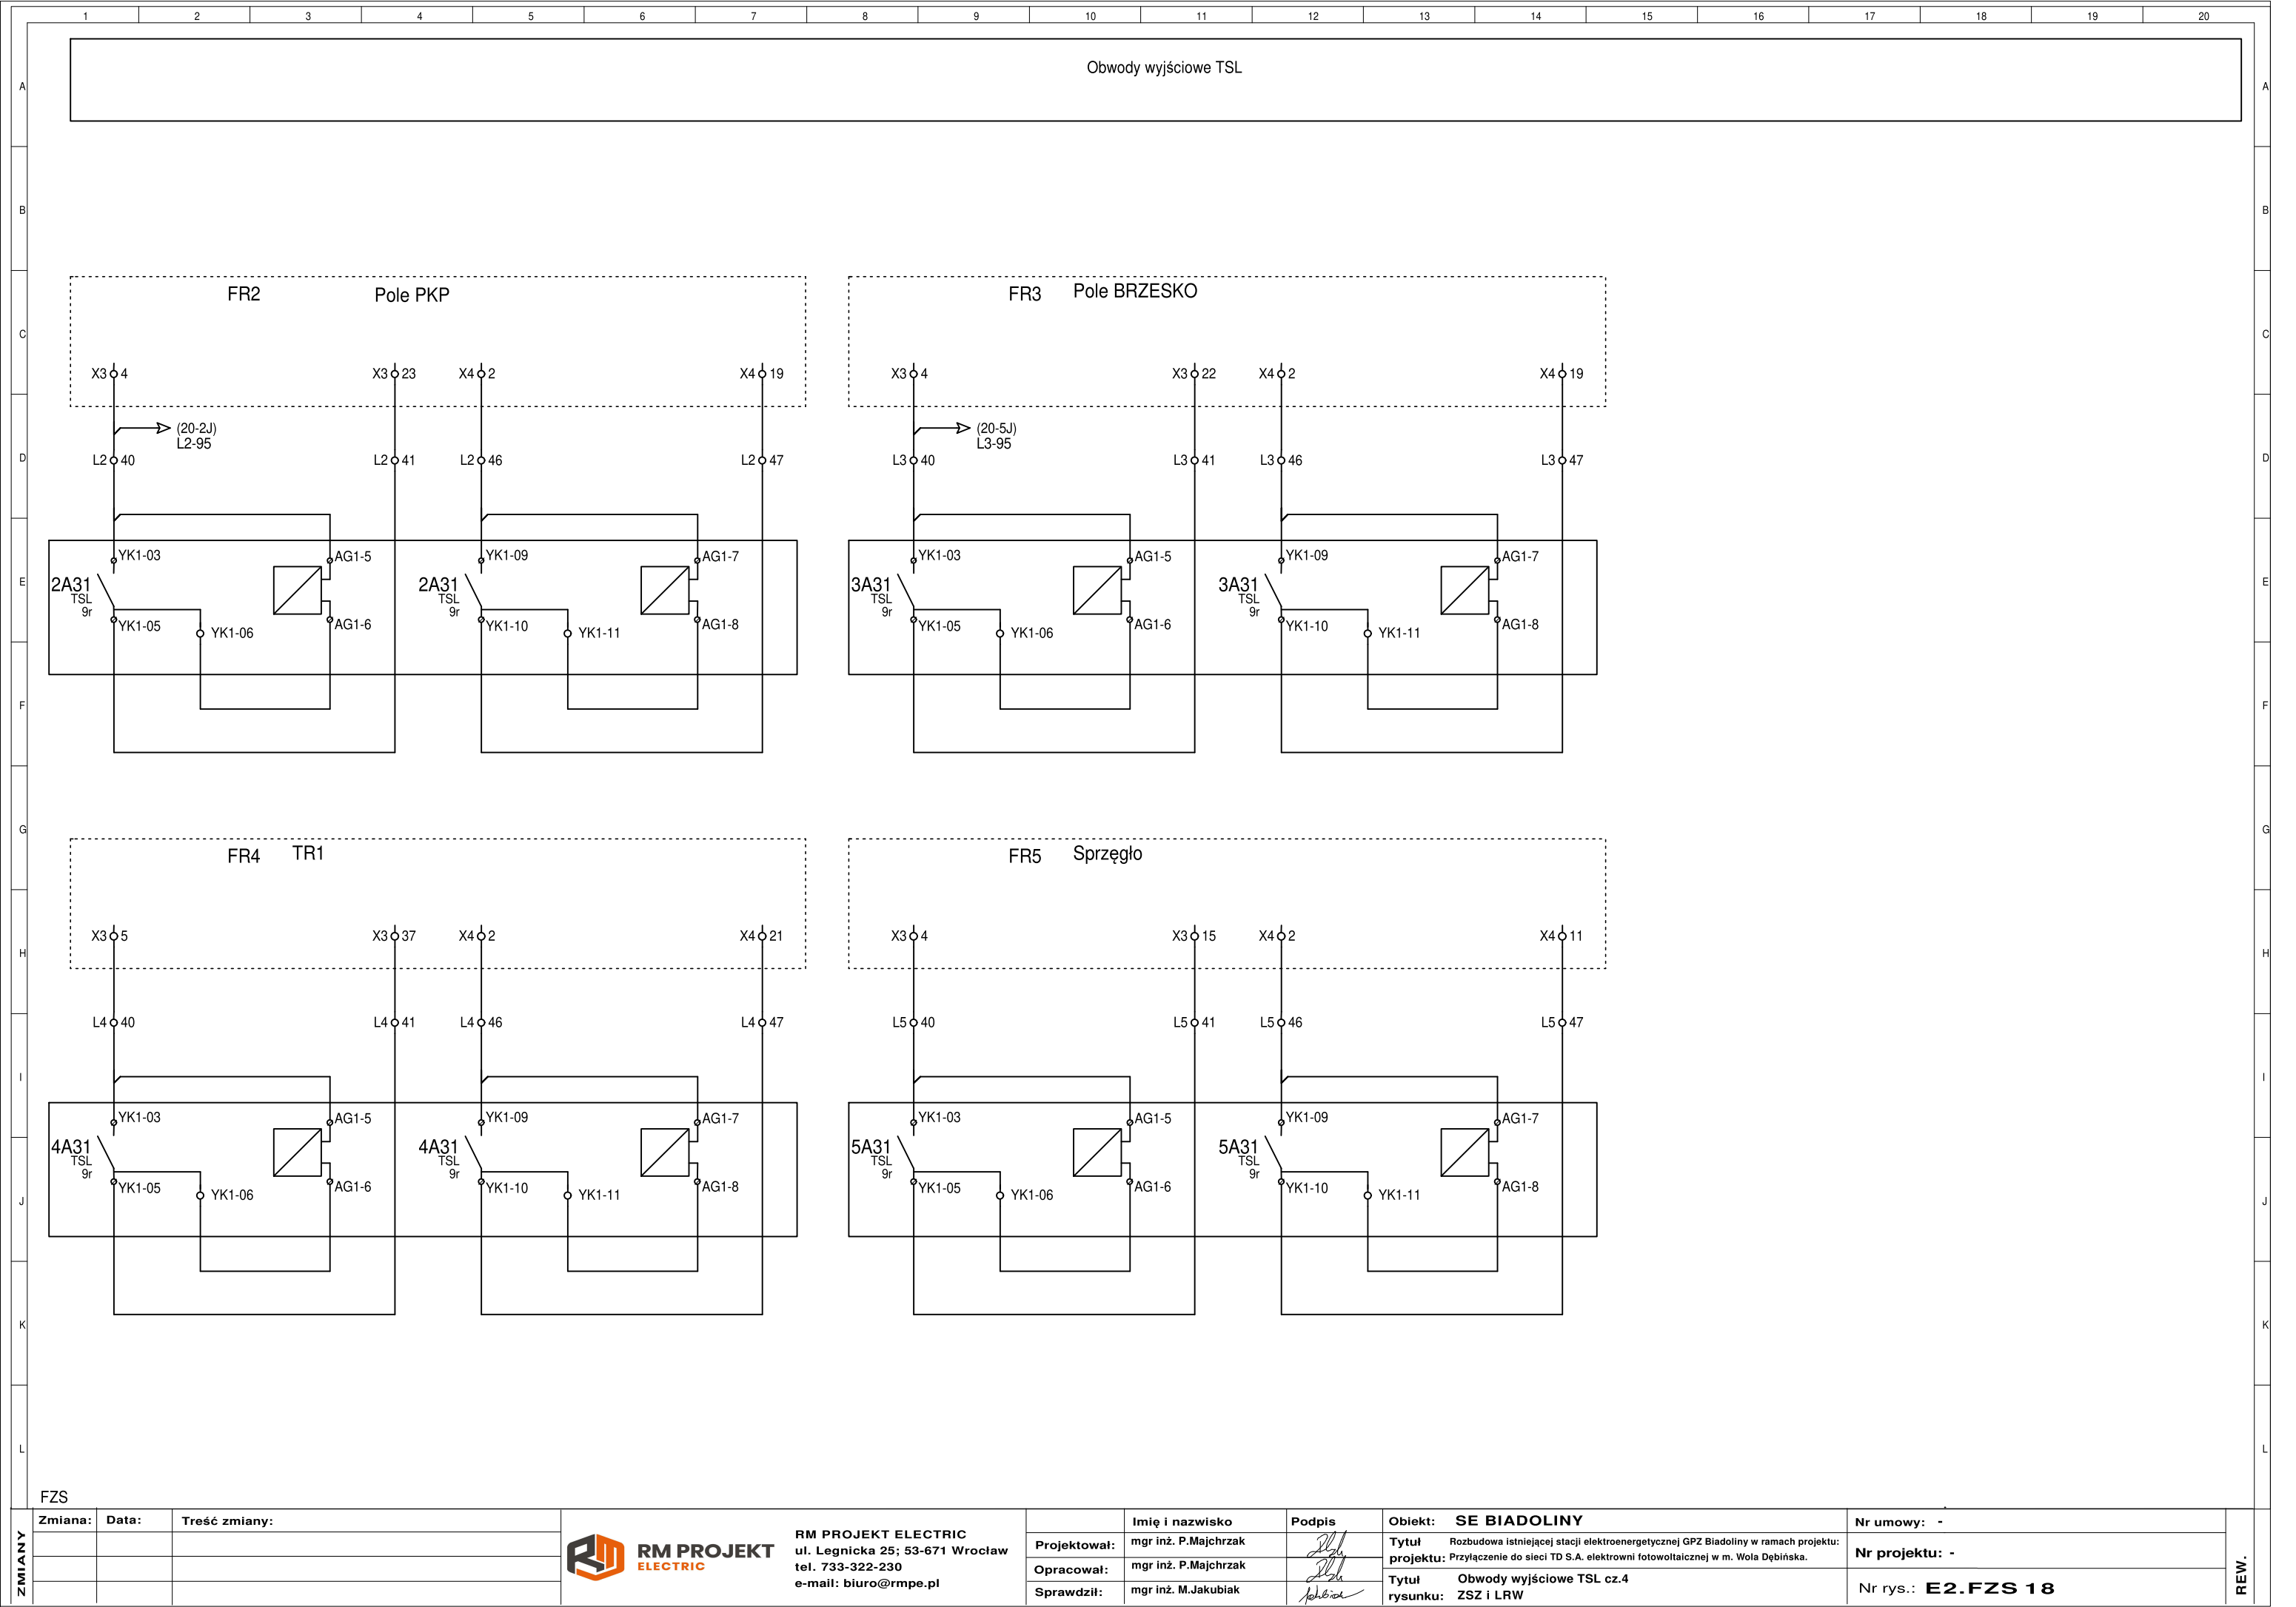 1 2 3 4 5 6 7 8 9 10 11 12 13 14 15 16 17 18 19 20
Obwody wyjściowe TSL
A A
B B
C C
D D
E E
F F
G G
H H
I I
J J
K K
L L
FR2 Pole PKP
X3 4 X3 23 X4 2 X4 19
(20-2J)
L2-95
L2 40 L2 41 L2 46 L2 47
YK1-03 AG1-5 YK1-09 AG1-7
2A31 2A31
TSL TSL
9r 9r
YK1-05 YK1-06 AG1-6 YK1-10 YK1-11 AG1-8
FR3 Pole BRZESKO
X3 4 X3 22 X4 2 X4 19
(20-5J)
L3-95
L3 40 L3 41 L3 46 L3 47
YK1-03 AG1-5 YK1-09 AG1-7
3A31 3A31
TSL TSL
9r 9r
YK1-05 YK1-06 AG1-6 YK1-10 YK1-11 AG1-8
FR4 TR1
X3 5 X3 37 X4 2 X4 21
L4 40 L4 41 L4 46 L4 47
YK1-03 AG1-5 YK1-09 AG1-7
4A31 4A31
TSL TSL
9r 9r
YK1-05 YK1-06 AG1-6 YK1-10 YK1-11 AG1-8
FR5 Sprzęgło
X3 4 X3 15 X4 2 X4 11
L5 40 L5 41 L5 46 L5 47
YK1-03 AG1-5 YK1-09 AG1-7
5A31 5A31
TSL TSL
9r 9r
YK1-05 YK1-06 AG1-6 YK1-10 YK1-11 AG1-8
FZS
ZMIANY
Zmiana: Data: Treść zmiany:
RM PROJEKT
ELECTRIC
RM PROJEKT ELECTRIC
ul. Legnicka 25; 53-671 Wrocław
tel. 733-322-230
e-mail: biuro@rmpe.pl
Imię i nazwisko Podpis
Projektował: mgr inż. P.Majchrzak
Opracował: mgr inż. P.Majchrzak
Sprawdził: mgr inż. M.Jakubiak
Obiekt: SE BIADOLINY
Tytuł projektu: Rozbudowa istniejącej stacji elektroenergetycznej GPZ Biadoliny w ramach projektu:
Przyłączenie do sieci TD S.A. elektrowni fotowoltaicznej w m. Wola Dębińska.
Tytuł rysunku: Obwody wyjściowe TSL cz.4
ZSZ i LRW
Nr umowy: -
Nr projektu: -
Nr rys.: E2.FZS 18
REW.